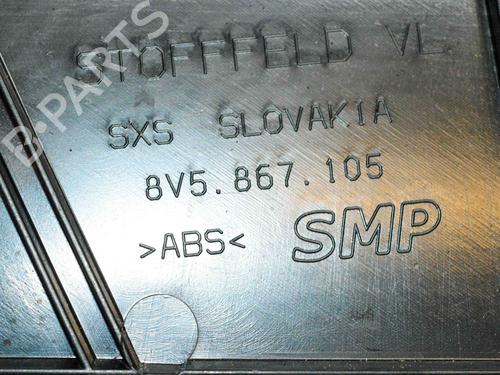 STOFFFELD VL
SXS SLOVAKIA
8V5.867.105
>ABS< SMP
B-PARTS